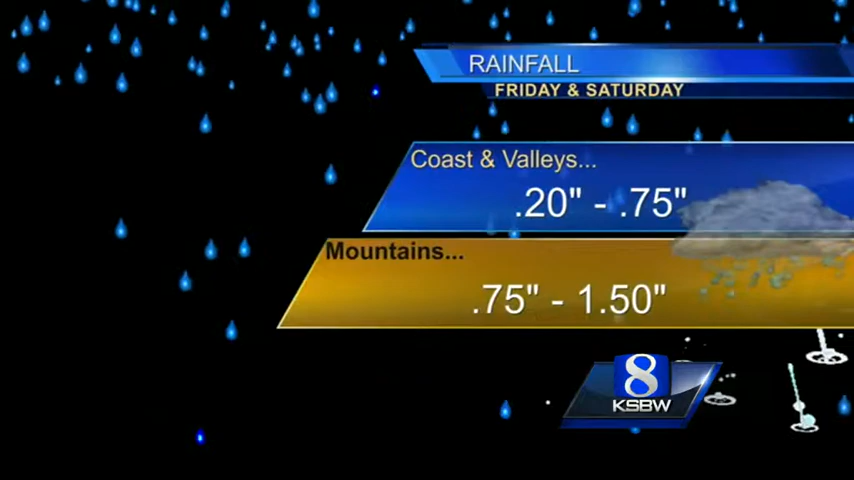 RAINFALL
FRIDAY & SATURDAY
Coast & Valleys...
.20" - .75"
Mountains...
.75" - 1.50"
8
KSBW